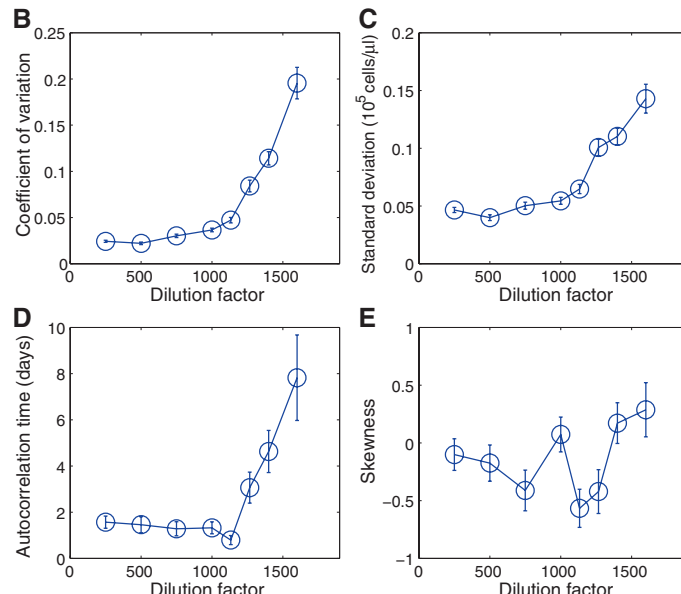 B
0.25
0.2
0.15
0.1
0.05
0
0 500 1000 1500
Coefficient of variation
Dilution factor
C
0.2
0.15
0.1
0.05
0
0 500 1000 1500
Standard deviation (10⁵ cells/μl)
Dilution factor
D
10
8
6
4
2
0
0 500 1000 1500
Autocorrelation time (days)
Dilution factor
E
1
0.5
0
−0.5
−1
0 500 1000 1500
Skewness
Dilution factor